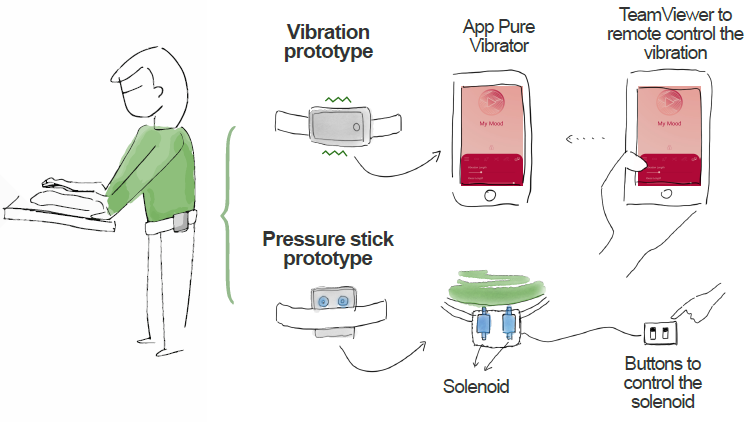 Vibration
prototype
App Pure
Vibrator
TeamViewer to
remote control the
vibration
My Mood
My Mood
Pressure stick
prototype
Solenoid
Buttons to
control the
solenoid